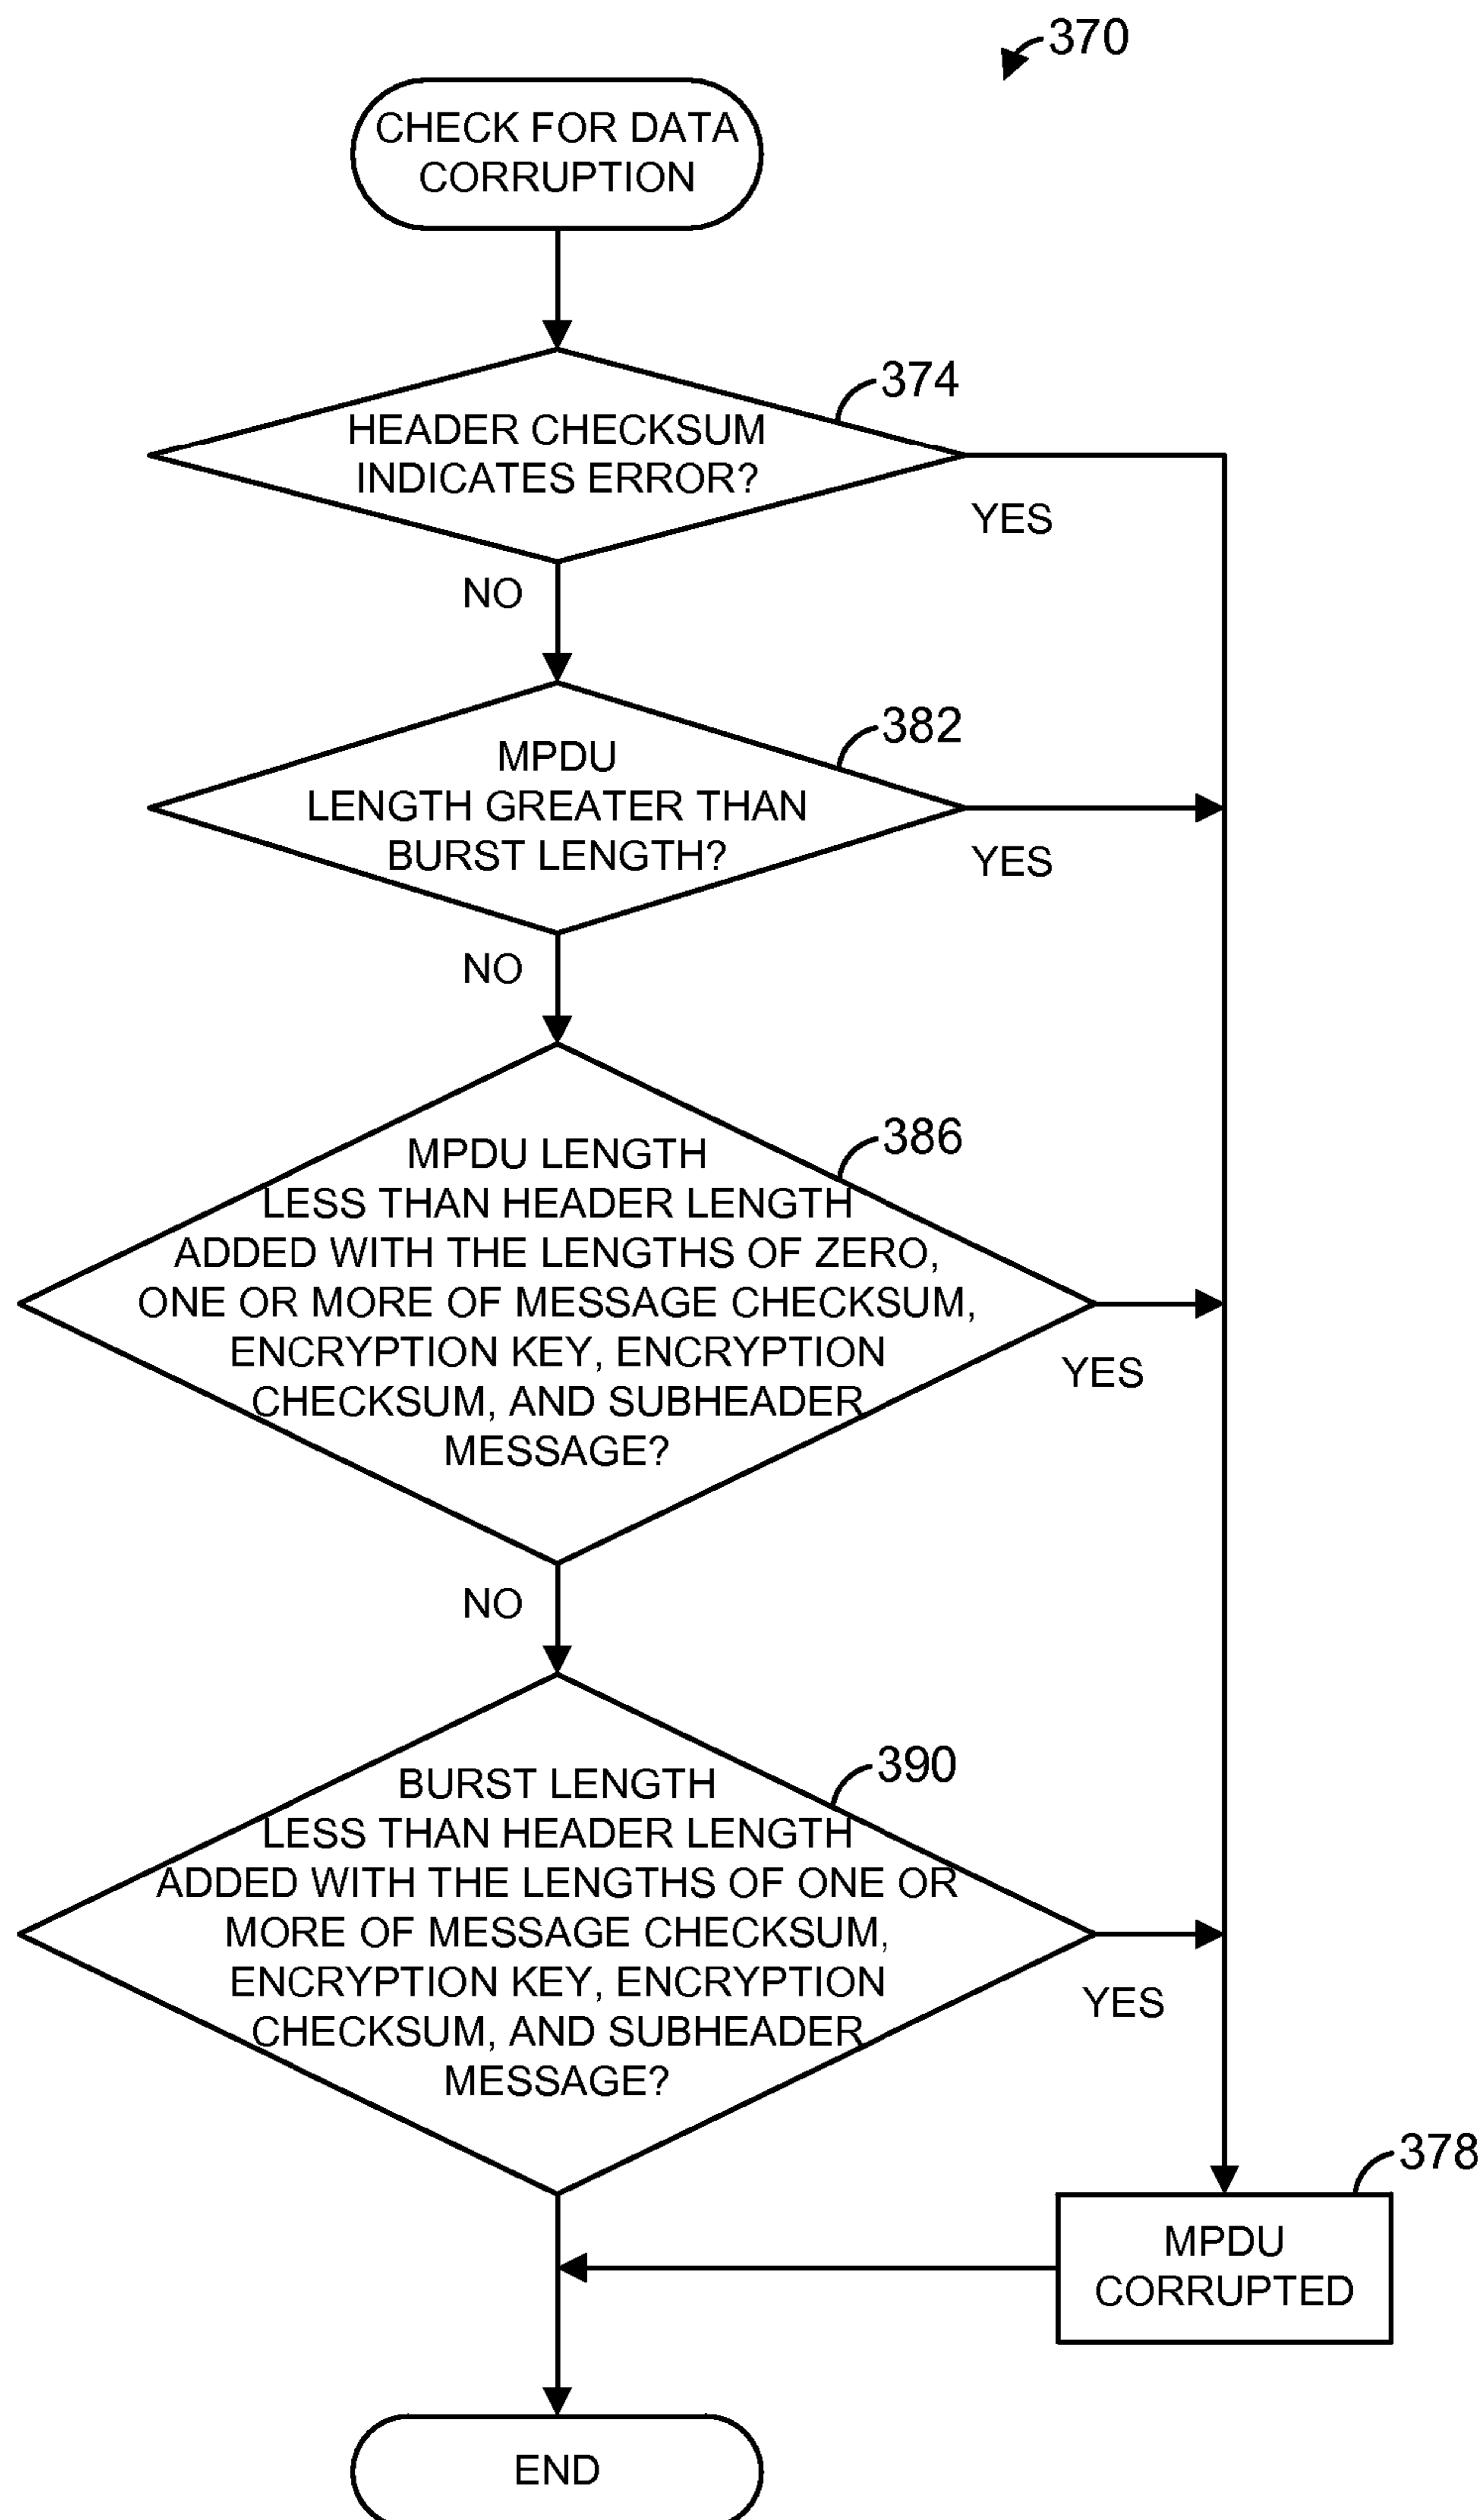 370
CHECK FOR DATA
CORRUPTION
374
HEADER CHECKSUM
INDICATES ERROR?
YES
NO
382
MPDU
LENGTH GREATER THAN
BURST LENGTH?
YES
NO
386
MPDU LENGTH
LESS THAN HEADER LENGTH
ADDED WITH THE LENGTHS OF ZERO,
ONE OR MORE OF MESSAGE CHECKSUM,
ENCRYPTION KEY, ENCRYPTION
CHECKSUM, AND SUBHEADER
MESSAGE?
YES
NO
390
BURST LENGTH
LESS THAN HEADER LENGTH
ADDED WITH THE LENGTHS OF ONE OR
MORE OF MESSAGE CHECKSUM,
ENCRYPTION KEY, ENCRYPTION
CHECKSUM, AND SUBHEADER
MESSAGE?
YES
378
MPDU
CORRUPTED
END